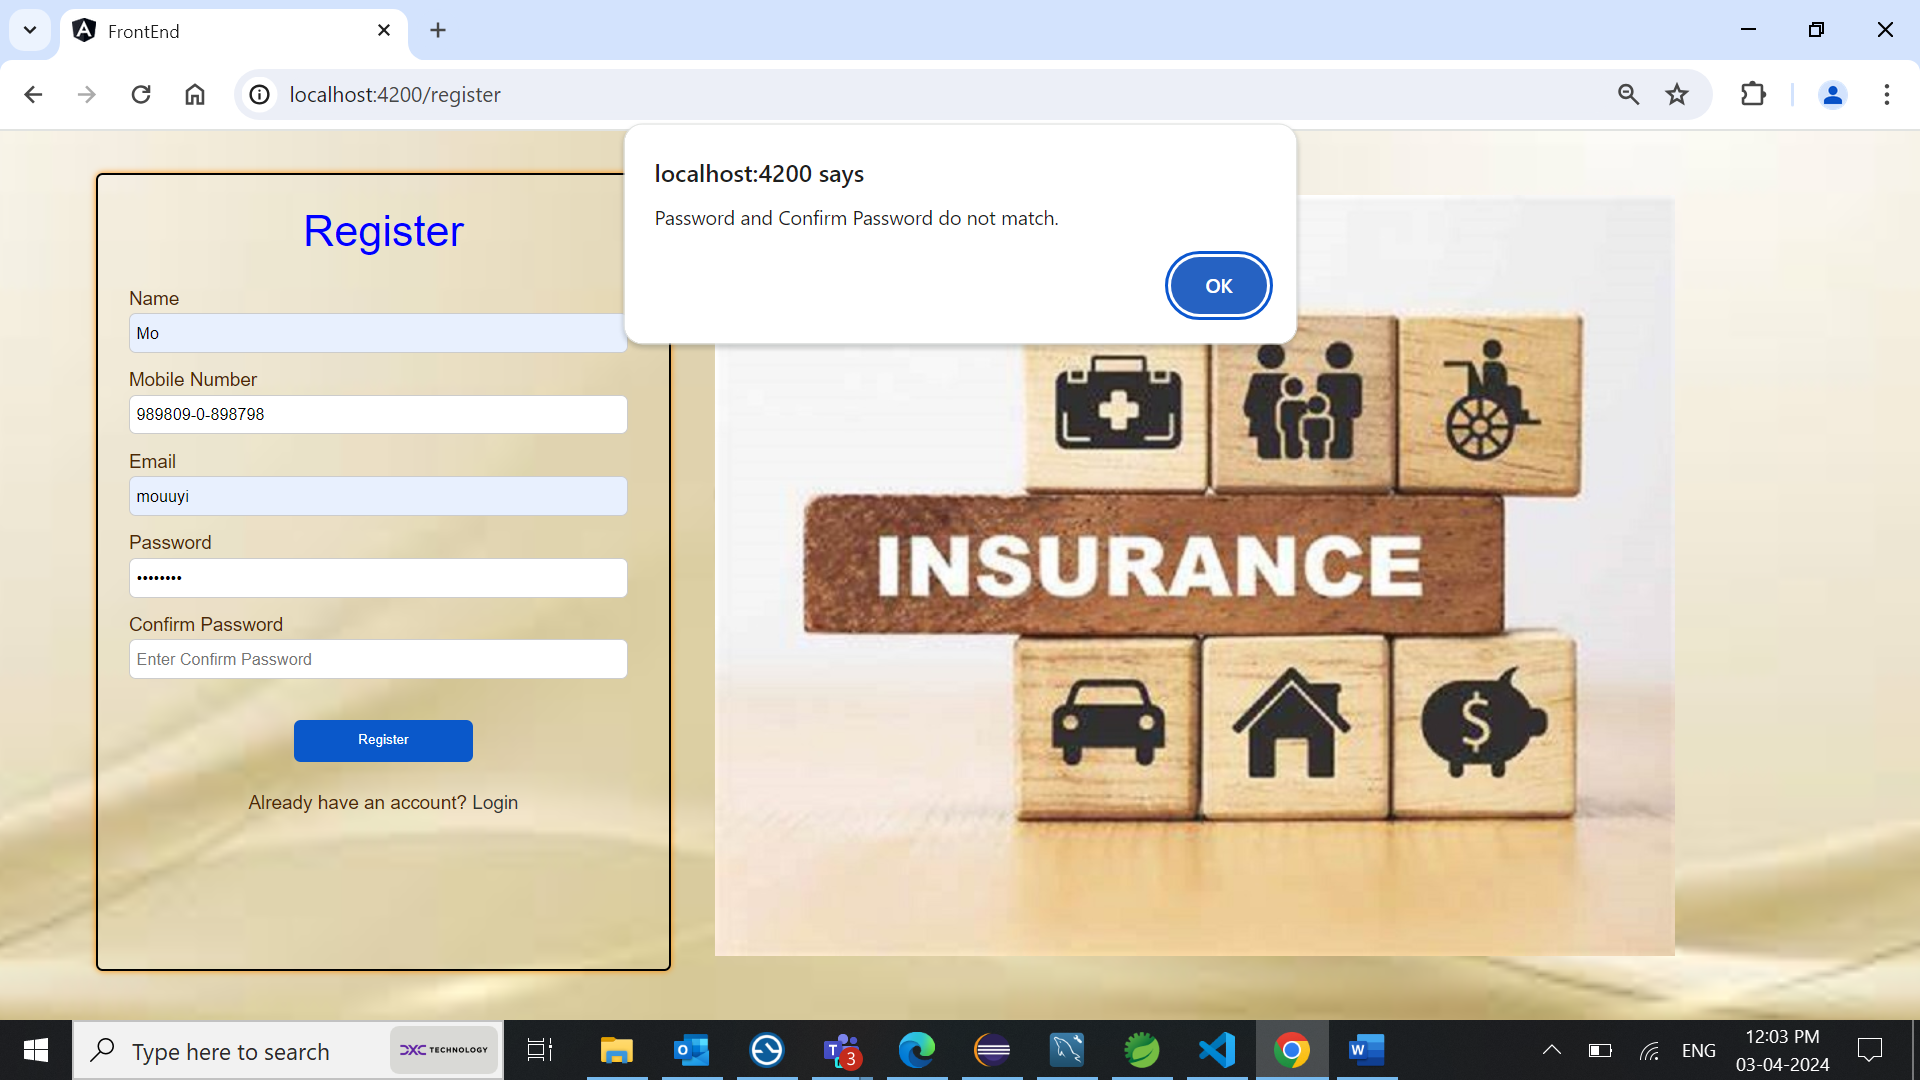 FrontEnd
localhost:4200/register
localhost:4200 says
Password and Confirm Password do not match.
OK
Register
Name
Mo
Mobile Number
989809-0-898798
Email
mouuyi
Password
••••••••
Confirm Password
Enter Confirm Password
Register
Already have an account? Login
INSURANCE
$
Type here to search
DXC TECHNOLOGY
3
ENG
12:03 PM
03-04-2024